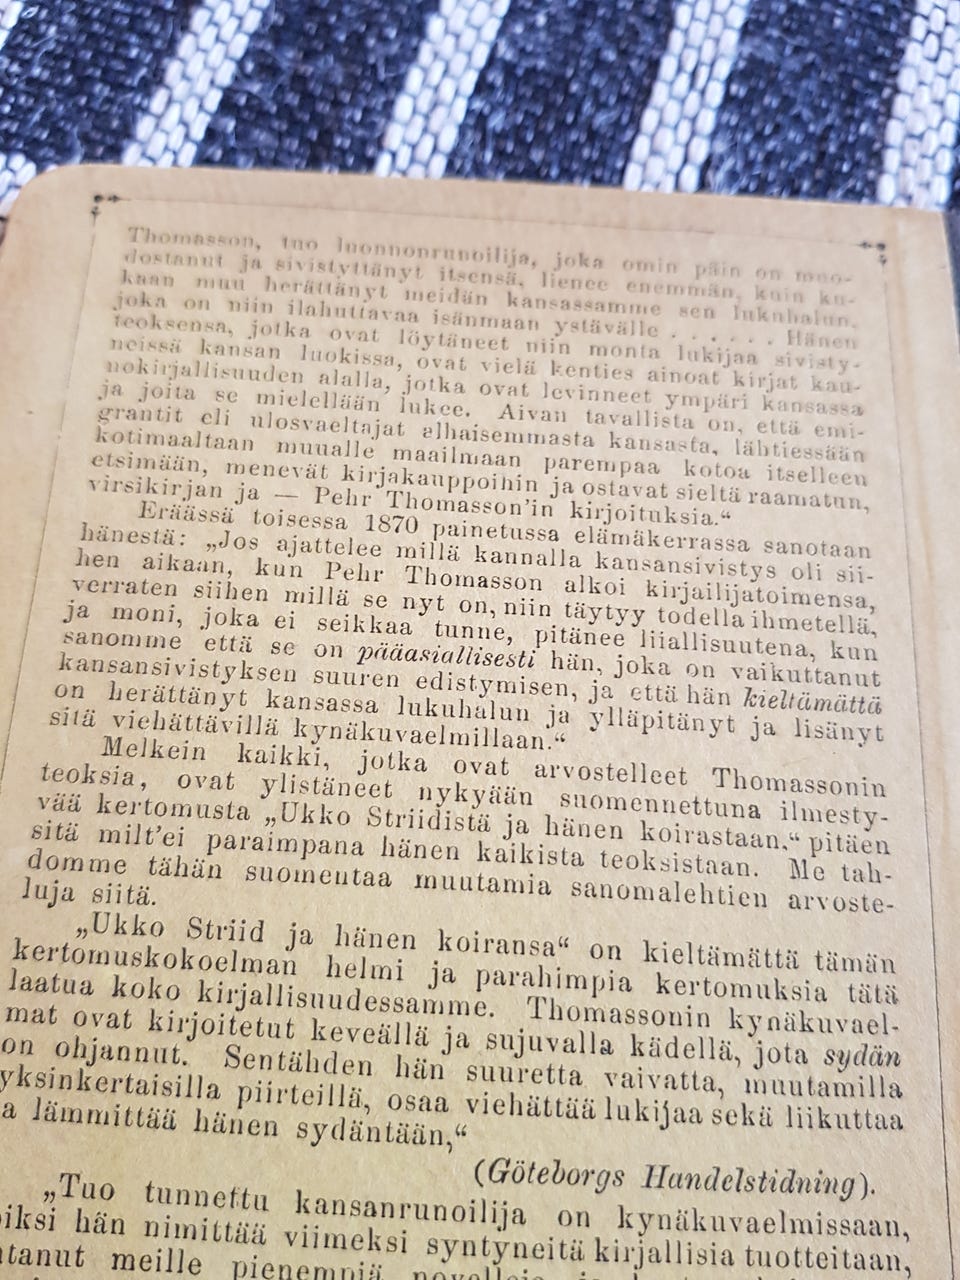 Thomasson, tuo luonnonrunoilija, joka omin päin on muo-
dostanut ja sivistyttänyt itsensä, lienee enemmän, kuin ku-
kaan muu herättänyt meidän kansassamme sen lukuhalun,
joka on niin ilahuttavaa isänmaan ystävälle . . . . . . Hänen
teoksensa, jotka ovat löytäneet niin monta lukijaa sivisty-
neissä kansan luokissa, ovat vielä kenties ainoat kirjat kau-
nokirjallisuuden alalla, jotka ovat levinneet ympäri kansassa
ja joita se mielellään lukee. Aivan tavallista on, että emi-
grantit eli ulosvaeltajat alhaisemmasta kansasta, lähtiessään
kotimaaltaan muualle maailmaan parempaa kotoa itselleen
etsimään, menevät kirjakauppoihin ja ostavat sieltä raamatun,
virsikirjan ja — Pehr Thomasson'in kirjoituksia.“
Eräässä toisessa 1870 painetussa elämäkerrassa sanotaan
hänestä: „Jos ajattelee millä kannalla kansansivistys oli sii-
hen aikaan, kun Pehr Thomasson alkoi kirjailijatoimensa,
verraten siihen millä se nyt on, niin täytyy todella ihmetellä,
ja moni, joka ei seikkaa tunne, pitänee liiallisuutena, kun
sanomme että se on pääasiallisesti hän, joka on vaikuttanut
kansansivistyksen suuren edistymisen, ja että hän kieltämättä
on herättänyt kansassa lukuhalun ja ylläpitänyt ja lisänyt
sitä viehättävillä kynäkuvaelmillaan.“
Melkein kaikki, jotka ovat arvostelleet Thomassonin
teoksia, ovat ylistäneet nykyään suomennettuna ilmesty-
vää kertomusta „Ukko Striidistä ja hänen koirastaan,“ pitäen
sitä milt'ei paraimpana hänen kaikista teoksistaan. Me tah-
domme tähän suomentaa muutamia sanomalehtien arvoste-
luja siitä.
„Ukko Striid ja hänen koiransa“ on kieltämättä tämän
kertomuskokoelman helmi ja parahimpia kertomuksia tätä
laatua koko kirjallisuudessamme. Thomassonin kynäkuvael-
mat ovat kirjoitetut keveällä ja sujuvalla kädellä, jota sydän
on ohjannut. Sentähden hän suuretta vaivatta, muutamilla
yksinkertaisilla piirteillä, osaa viehättää lukijaa sekä liikuttaa
a lämmittää hänen sydäntään,“
(Göteborgs Handelstidning).
„Tuo tunnettu kansanrunoilija on kynäkuvaelmissaan,
oiksi hän nimittää viimeksi syntyneitä kirjallisia tuotteitaan,
ntanut meille pienempiä